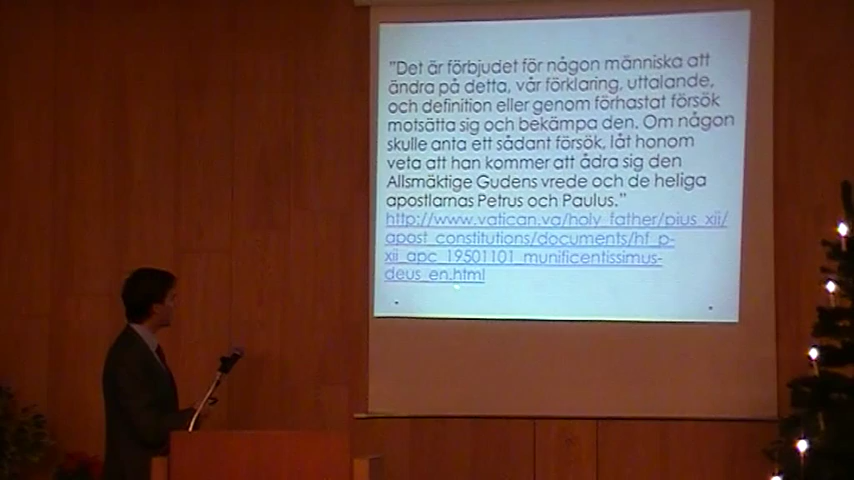 "Det är förbjudet för någon människa att
ändra på detta, vår förklaring, uttalande,
och definition eller genom förhastat försök
motsätta sig och bekämpa den. Om någon
skulle anta ett sådant försök, låt honom
veta att han kommer att ådra sig den
Allsmäktige Gudens vrede och de heliga
apostlarnas Petrus och Paulus."
http://www.vatican.va/holy_father/pius_xii/
apost_constitutions/documents/hf_p-
xii_apc_19501101_munificentissimus-
deus_en.html